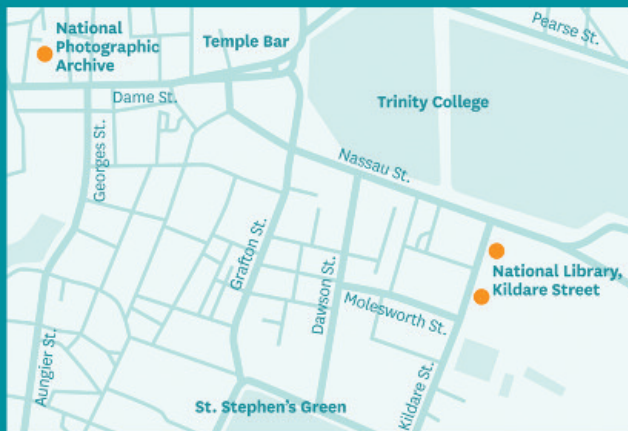 National
Photographic
Archive
Temple Bar
Pearse St.
Dame St.
Trinity College
Georges St.
Nassau St.
Grafton St.
Dawson St.
National Library,
Kildare Street
Molesworth St.
Aungier St.
Kildare St.
St. Stephen's Green